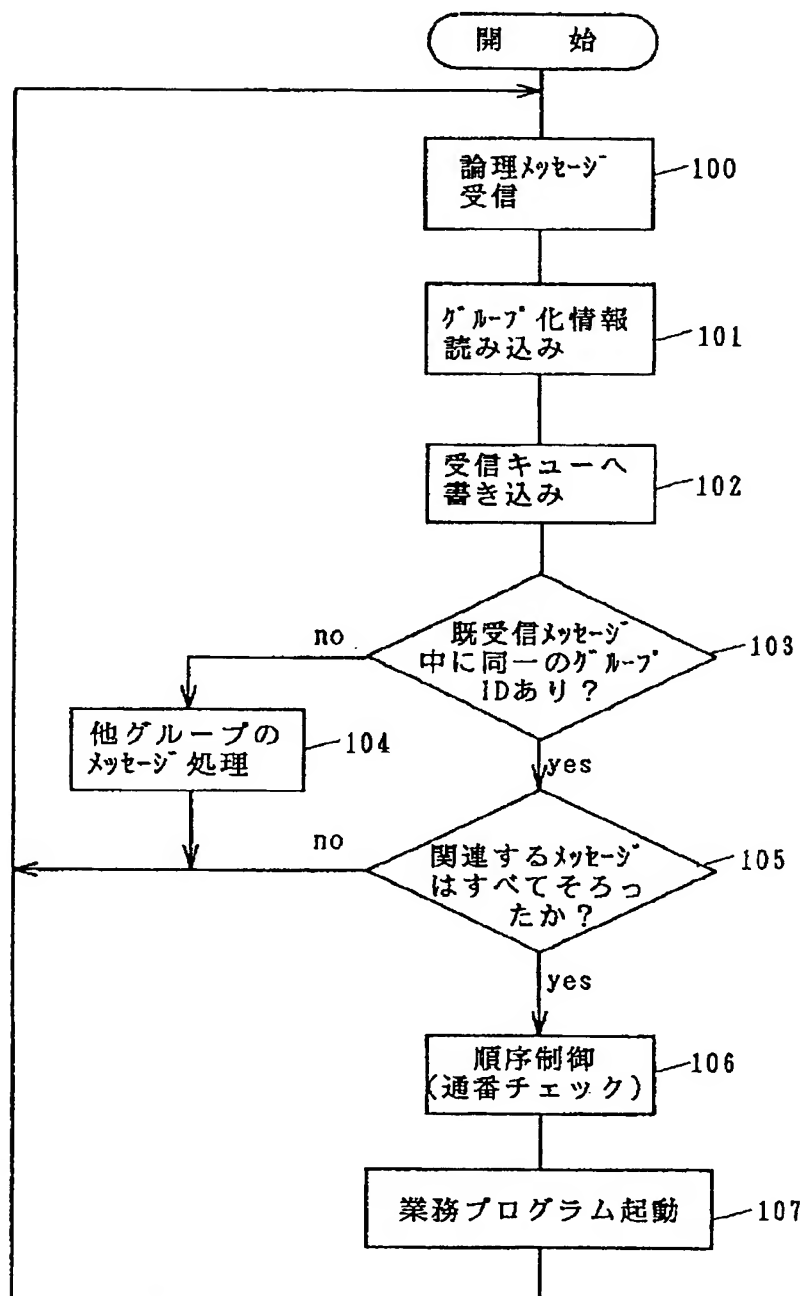 開 始
論理ﾒｯｾｰｼﾞ
受信
100
ｸﾞﾙｰﾌﾟ化情報
読み込み
101
受信キューへ
書き込み
102
既受信ﾒｯｾｰｼﾞ
中に同一のｸﾞﾙｰﾌﾟ
IDあり？
103
no
他グループの
ﾒｯｾｰｼﾞ処理
104
yes
no
関連するﾒｯｾｰｼﾞ
はすべてそろっ
たか？
105
yes
順序制御
(通番チェック)
106
業務プログラム起動
107